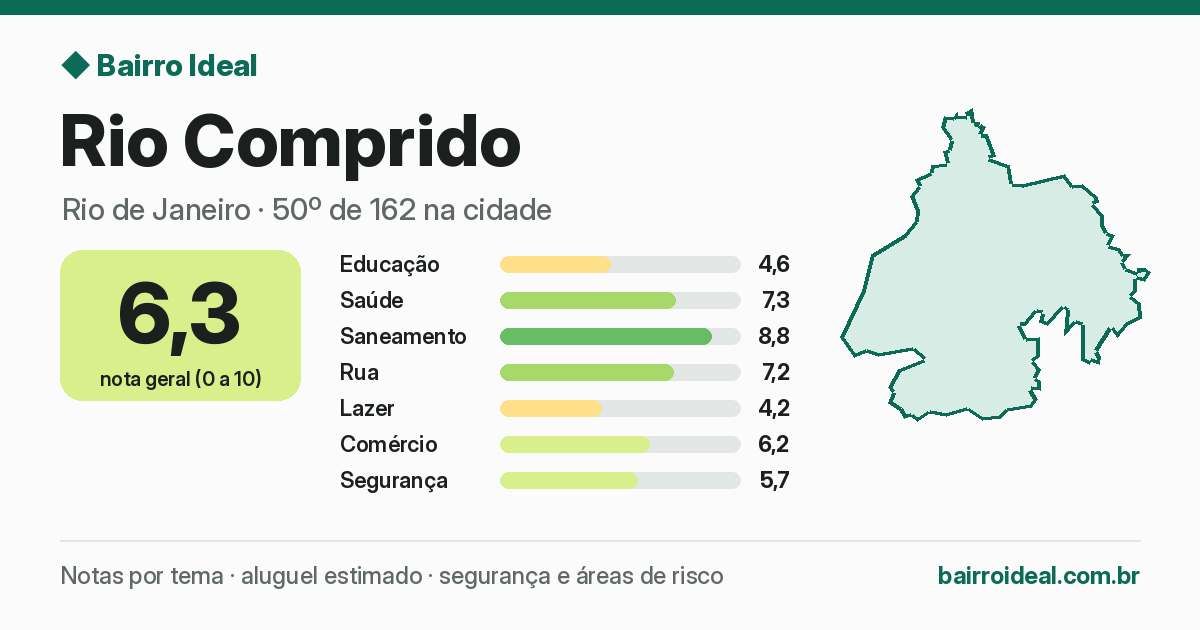 Bairro Ideal
Rio Comprido
Rio de Janeiro · 50º de 162 na cidade
6,3
nota geral (0 a 10)
Educação 4,6
Saúde 7,3
Saneamento 8,8
Rua 7,2
Lazer 4,2
Comércio 6,2
Segurança 5,7
Notas por tema · aluguel estimado · segurança e áreas de risco
bairroideal.com.br